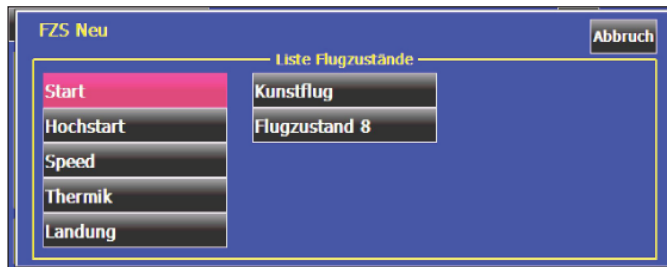 FZS Neu
Abbruch
Liste Flugzustände
Start
Hochstart
Speed
Thermik
Landung
Kunstflug
Flugzustand 8